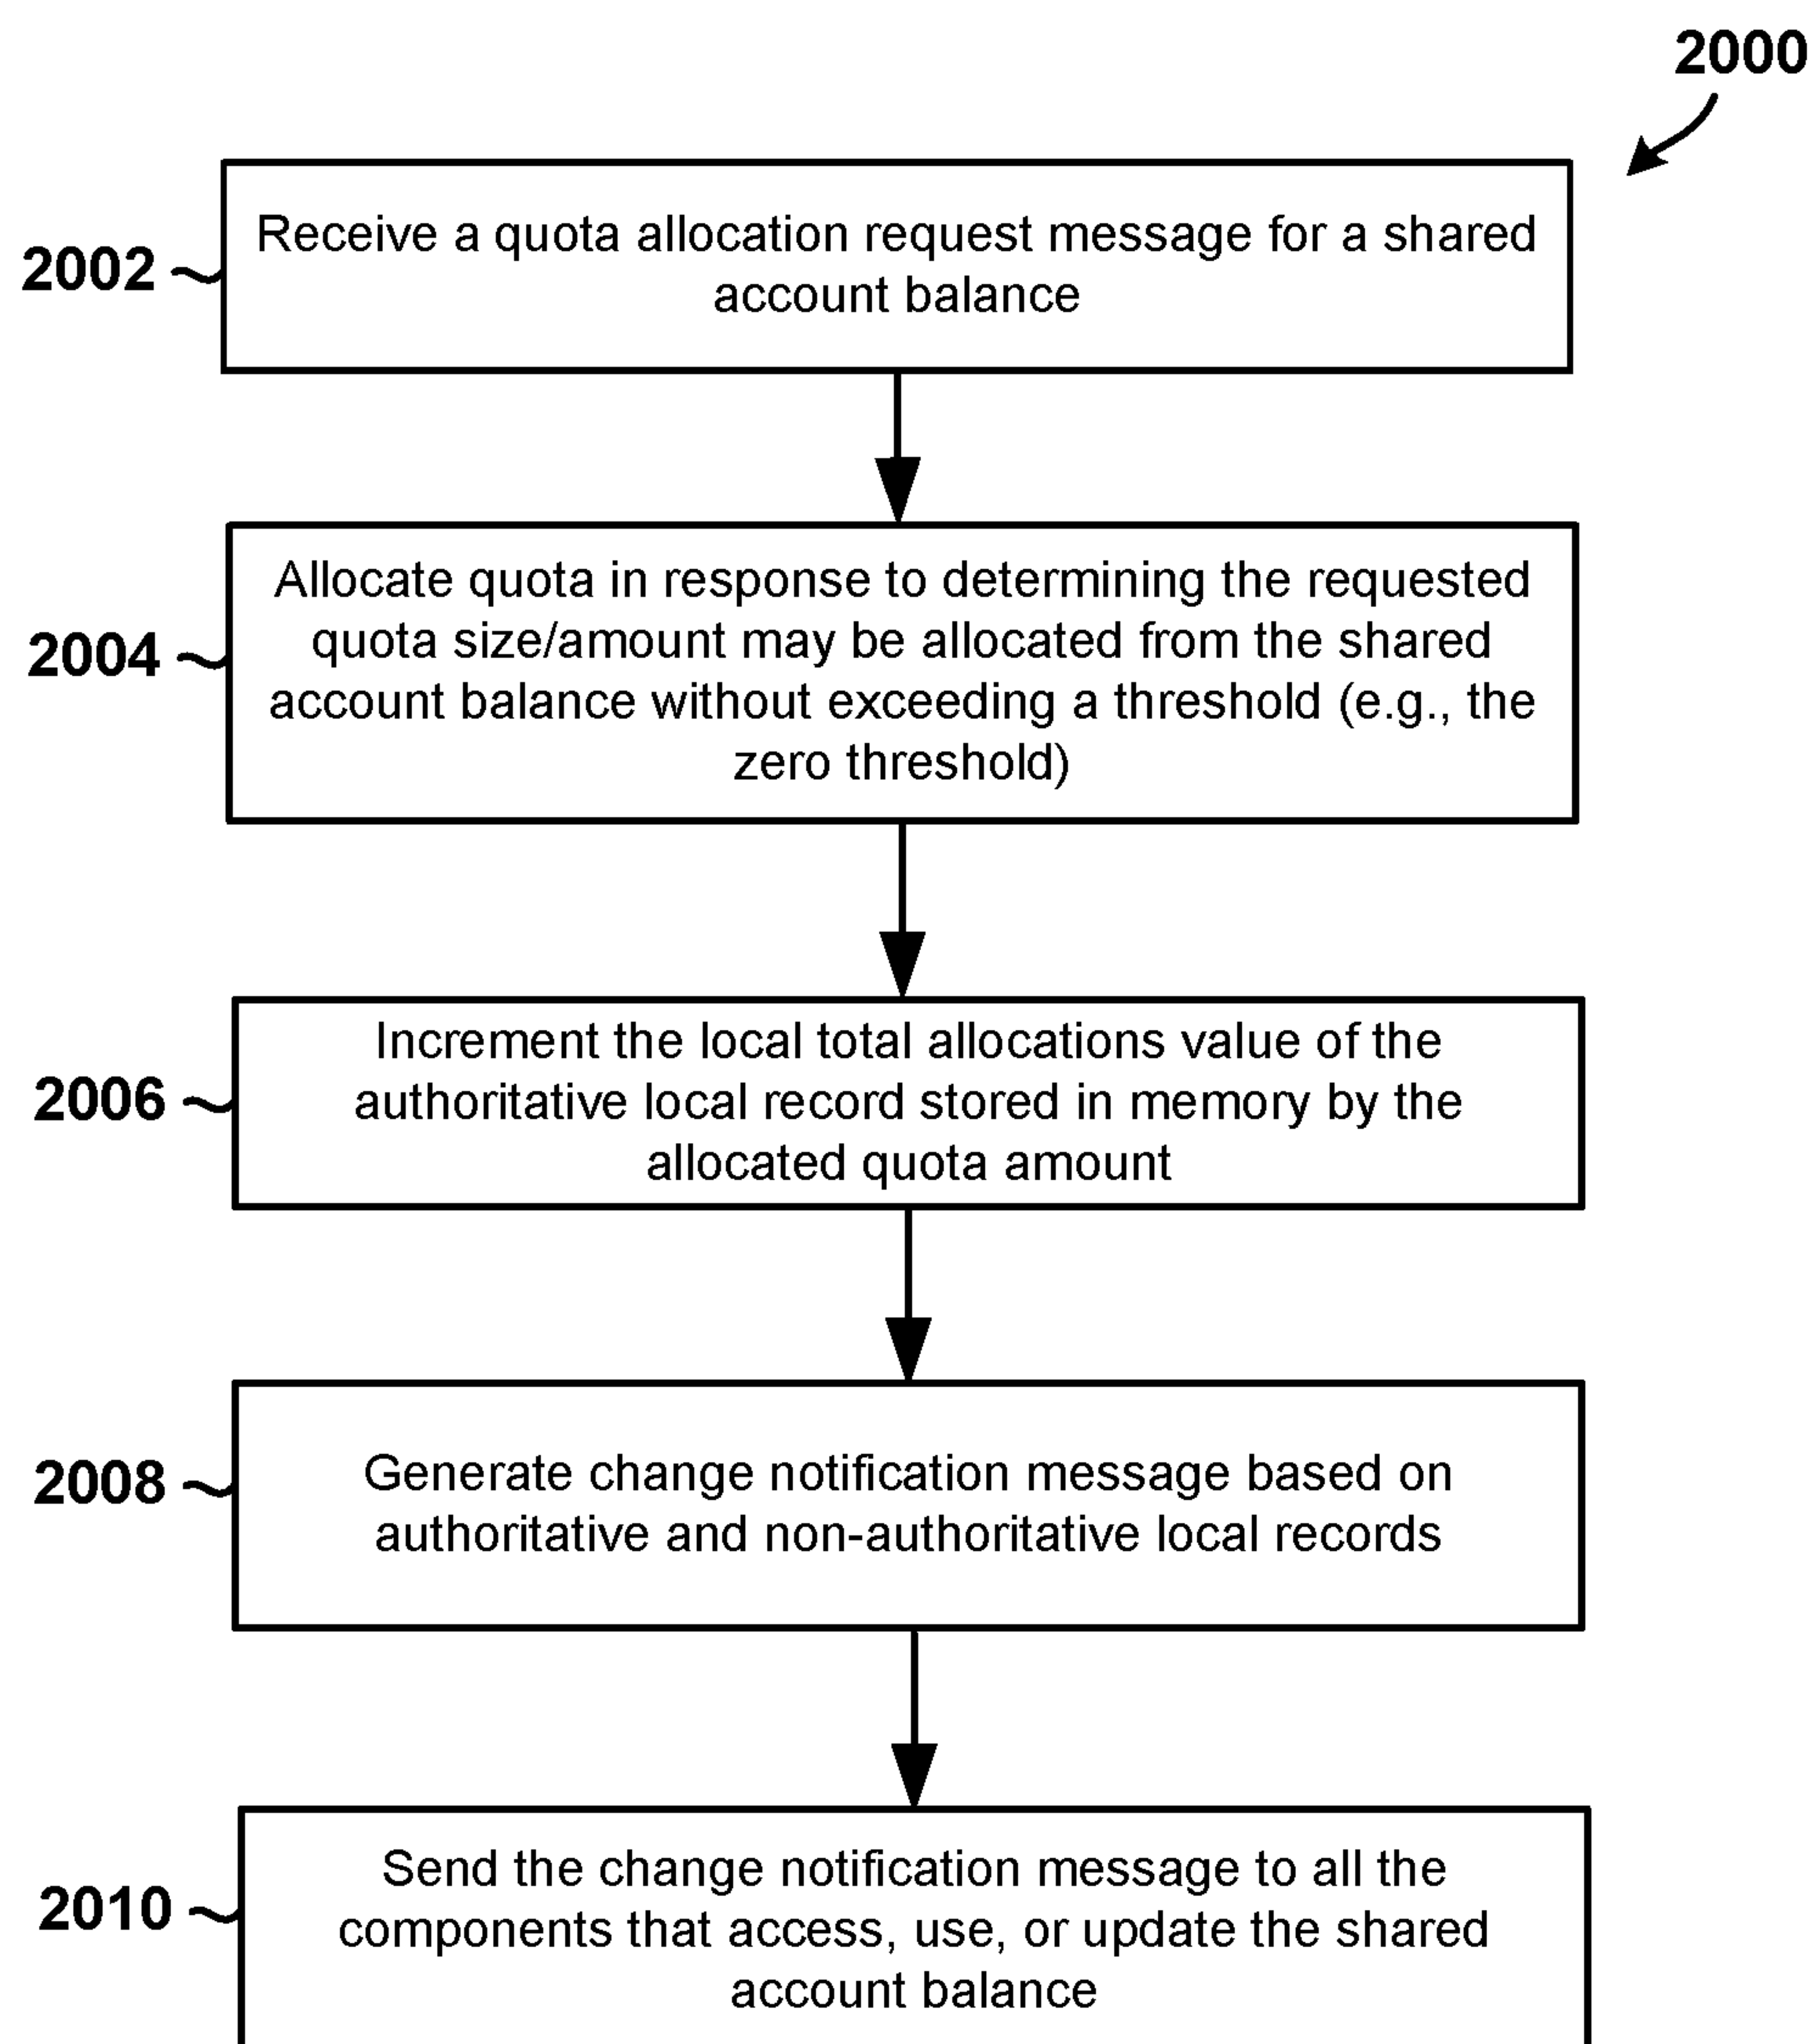 2000
2002
Receive a quota allocation request message for a shared
account balance
2004
Allocate quota in response to determining the requested
quota size/amount may be allocated from the shared
account balance without exceeding a threshold (e.g., the
zero threshold)
2006
Increment the local total allocations value of the
authoritative local record stored in memory by the
allocated quota amount
2008
Generate change notification message based on
authoritative and non-authoritative local records
2010
Send the change notification message to all the
components that access, use, or update the shared
account balance